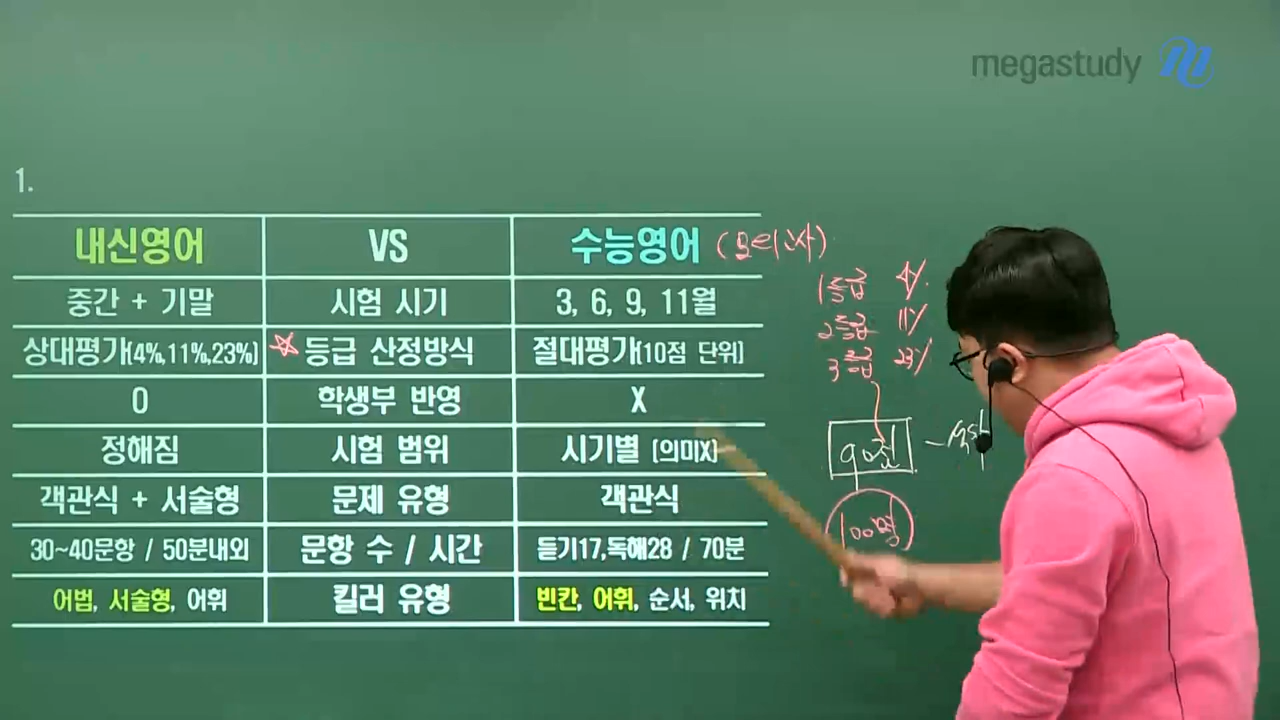 megastudy
1.
내신영어 VS 수능영어 (모의고사)
중간 + 기말 시험 시기 3, 6, 9, 11월
상대평가(4%,11%,23%) 등급 산정방식 절대평가(10점 단위)
O 학생부 반영 X
정해짐 시험 범위 시기별 (의미X)
객관식 + 서술형 문제 유형 객관식
30~40문항 / 50분내외 문항 수 / 시간 듣기17,독해28 / 70분
어법, 서술형, 어휘 킬러 유형 빈칸, 어휘, 순서, 위치
1등급 4%
2등급 11%
3등급 23%
100명